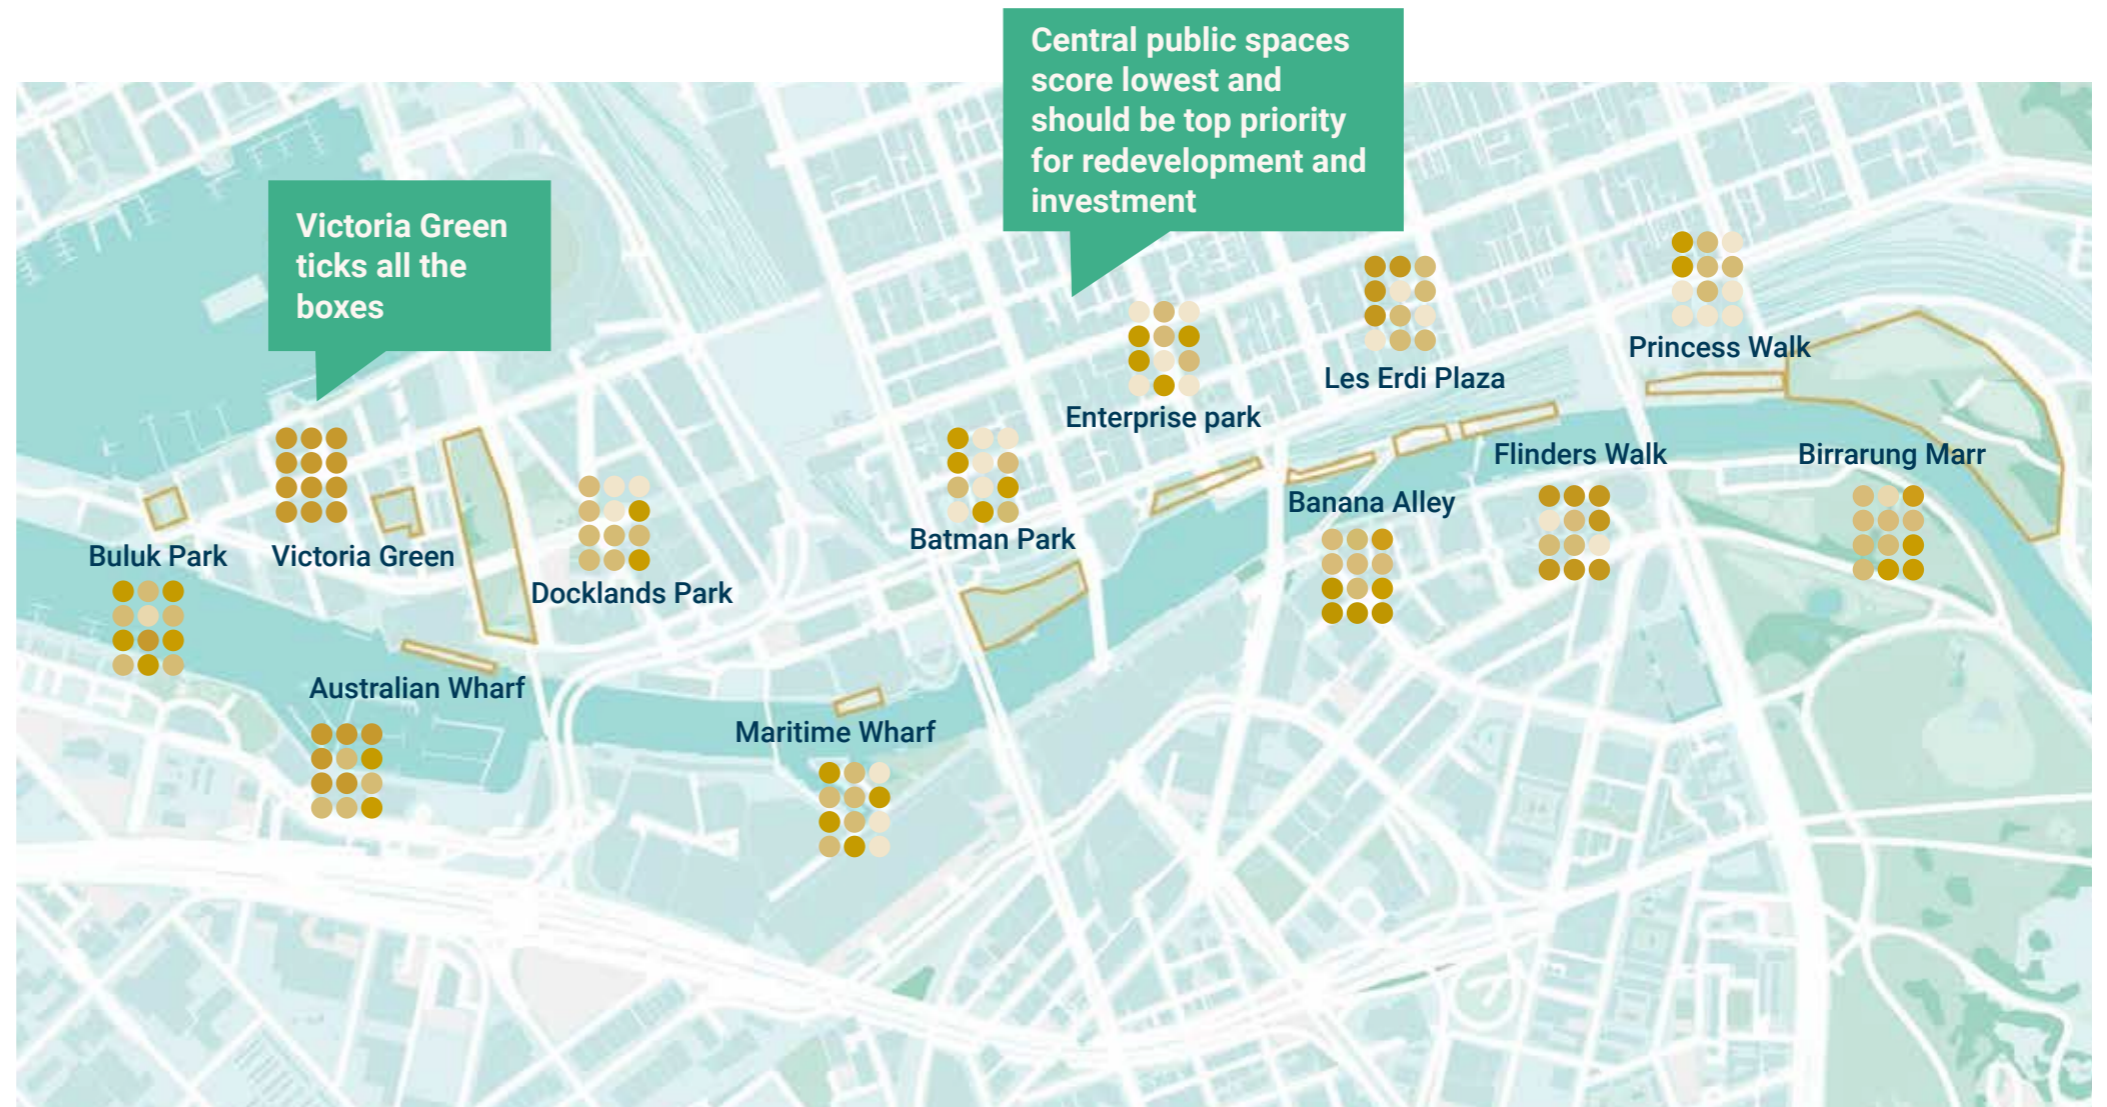 Central public spaces
score lowest and
should be top priority
for redevelopment and
investment
Victoria Green
ticks all the
boxes
Princess Walk
Les Erdi Plaza
Enterprise park
Flinders Walk
Birrarung Marr
Banana Alley
Batman Park
Buluk Park
Victoria Green
Docklands Park
Australian Wharf
Maritime Wharf